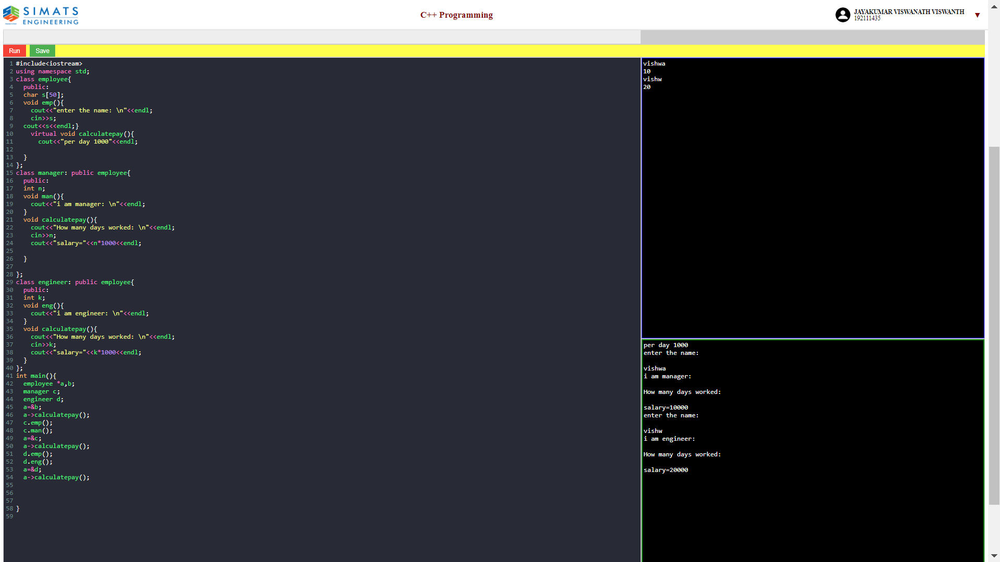 SIMATS
ENGINEERING
C++ Programming
JAYAKUMAR VISWANATH VISWANTH
192111435
▼
Run
Save
1 #include<iostream>
2 using namespace std;
3 class employee{
4   public:
5   char s[50];
6   void emp(){
7     cout<<"enter the name: \n"<<endl;
8     cin>>s;
9   cout<<s<<endl;}
10     virtual void calculatepay(){
11       cout<<"per day 1000"<<endl;
12
13   }
14 };
15 class manager: public employee{
16   public:
17   int n;
18   void man(){
19     cout<<"i am manager: \n"<<endl;
20   }
21   void calculatepay(){
22     cout<<"How many days worked: \n"<<endl;
23     cin>>n;
24     cout<<"salary="<<n*1000<<endl;
25
26   }
27
28 };
29 class engineer: public employee{
30   public:
31   int k;
32   void eng(){
33     cout<<"i am engineer: \n"<<endl;
34   }
35   void calculatepay(){
36     cout<<"How many days worked: \n"<<endl;
37     cin>>k;
38     cout<<"salary="<<k*1000<<endl;
39   }
40 };
41 int main(){
42   employee *a,b;
43   manager c;
44   engineer d;
45   a=&b;
46   a->calculatepay();
47   c.emp();
48   c.man();
49   a=&c;
50   a->calculatepay();
51   d.emp();
52   d.eng();
53   a=&d;
54   a->calculatepay();
55
56
57
58 }
59
vishwa
10
vishw
20
per day 1000
enter the name:
vishwa
i am manager:
How many days worked:
salary=10000
enter the name:
vishw
i am engineer:
How many days worked:
salary=20000